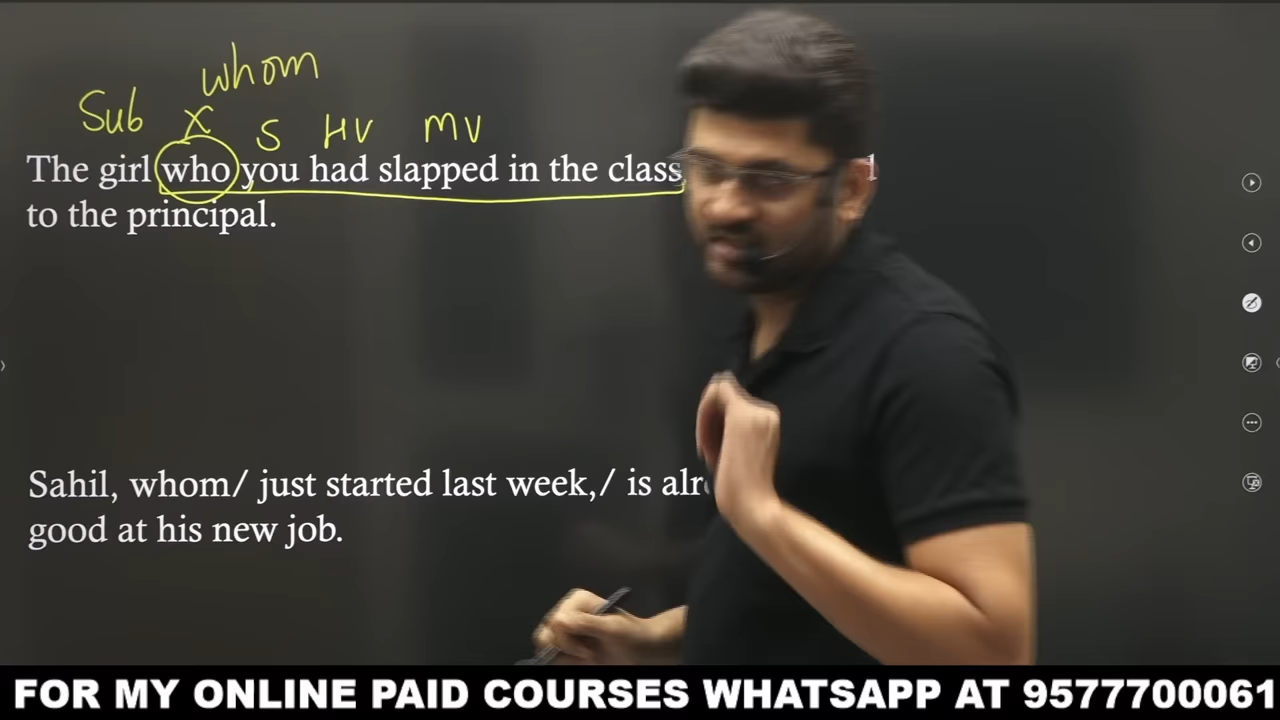 whom
Sub X S HV MV
The girl who you had slapped in the class
to the principal.
Sahil, whom/ just started last week,/ is
good at his new job.
FOR MY ONLINE PAID COURSES WHATSAPP AT 9577700061